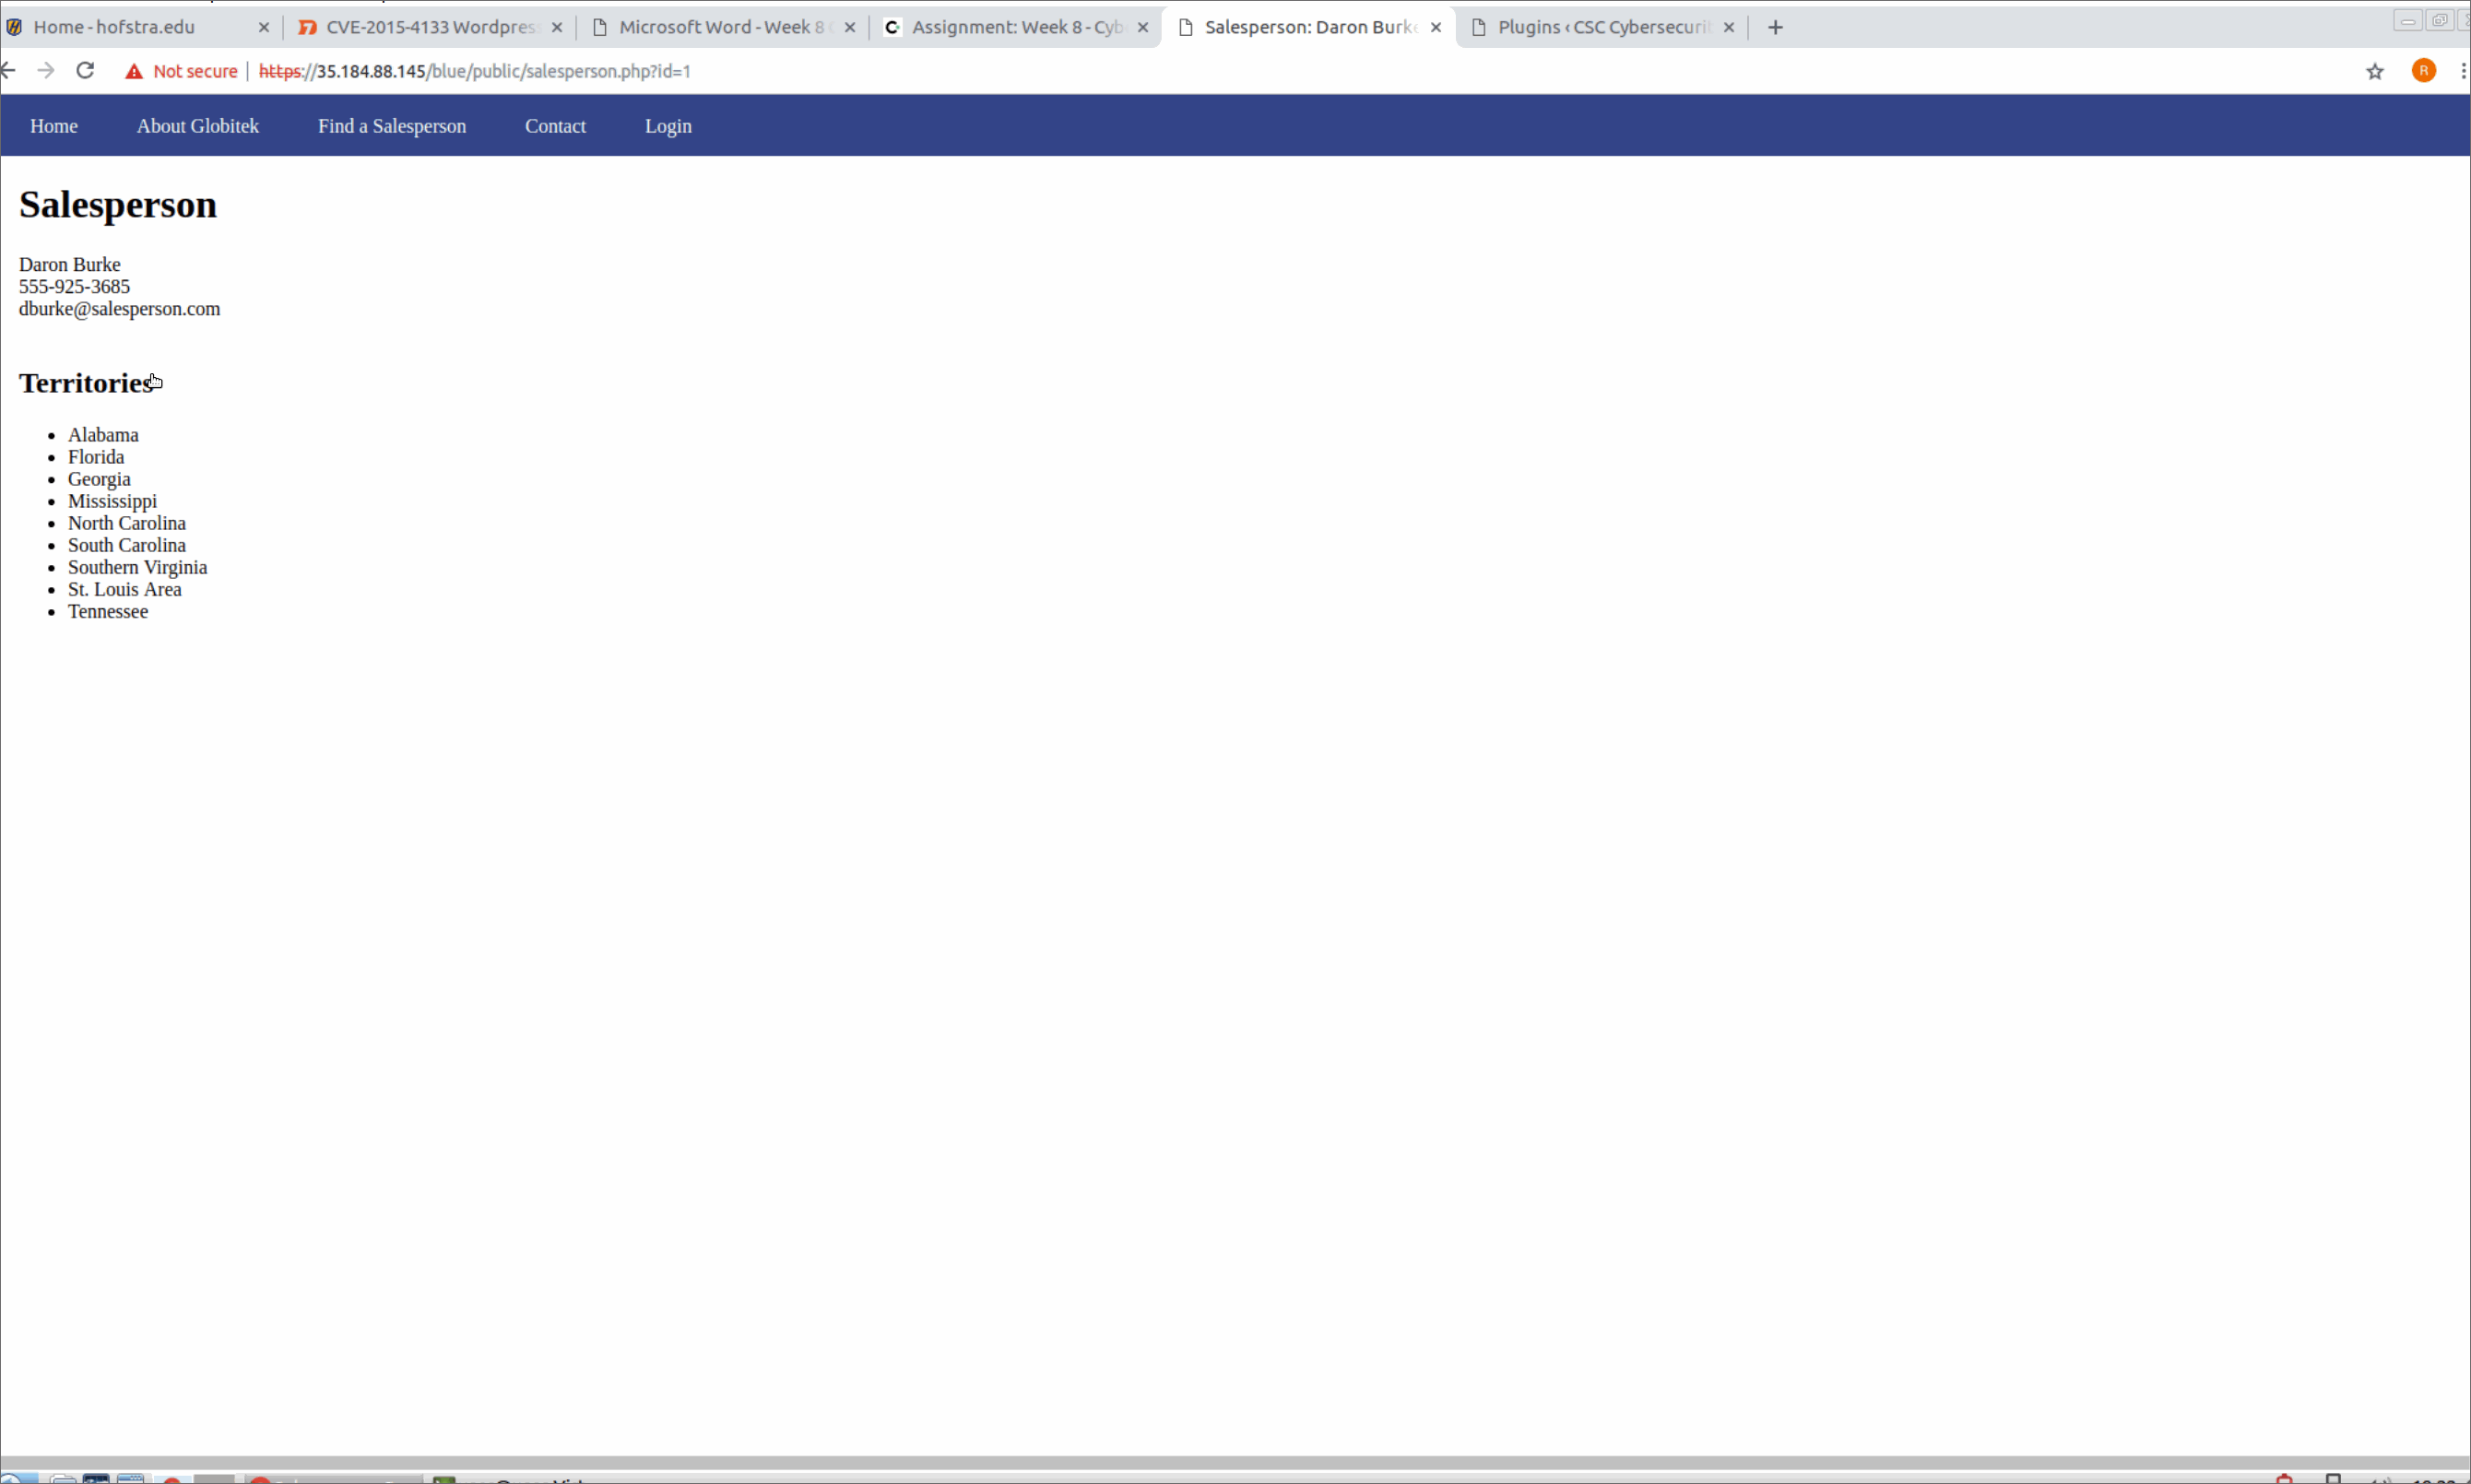 Home - hofstra.edu
CVE-2015-4133 Wordpres
Microsoft Word - Week 8
Assignment: Week 8 - Cyb
Salesperson: Daron Burk
Plugins ‹ CSC Cybersecuri
Not secure https://35.184.88.145/blue/public/salesperson.php?id=1
R
Home About Globitek Find a Salesperson Contact Login
Salesperson
Daron Burke
555-925-3685
dburke@salesperson.com
Territories
Alabama
Florida
Georgia
Mississippi
North Carolina
South Carolina
Southern Virginia
St. Louis Area
Tennessee